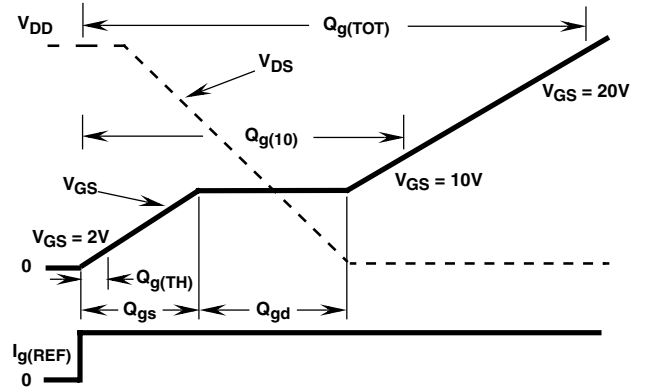 V_DD
Q_g(TOT)
V_DS
V_GS = 20V
Q_g(10)
V_GS
V_GS = 10V
V_GS = 2V
0
Q_g(TH)
Q_gs
Q_gd
I_g(REF)
0